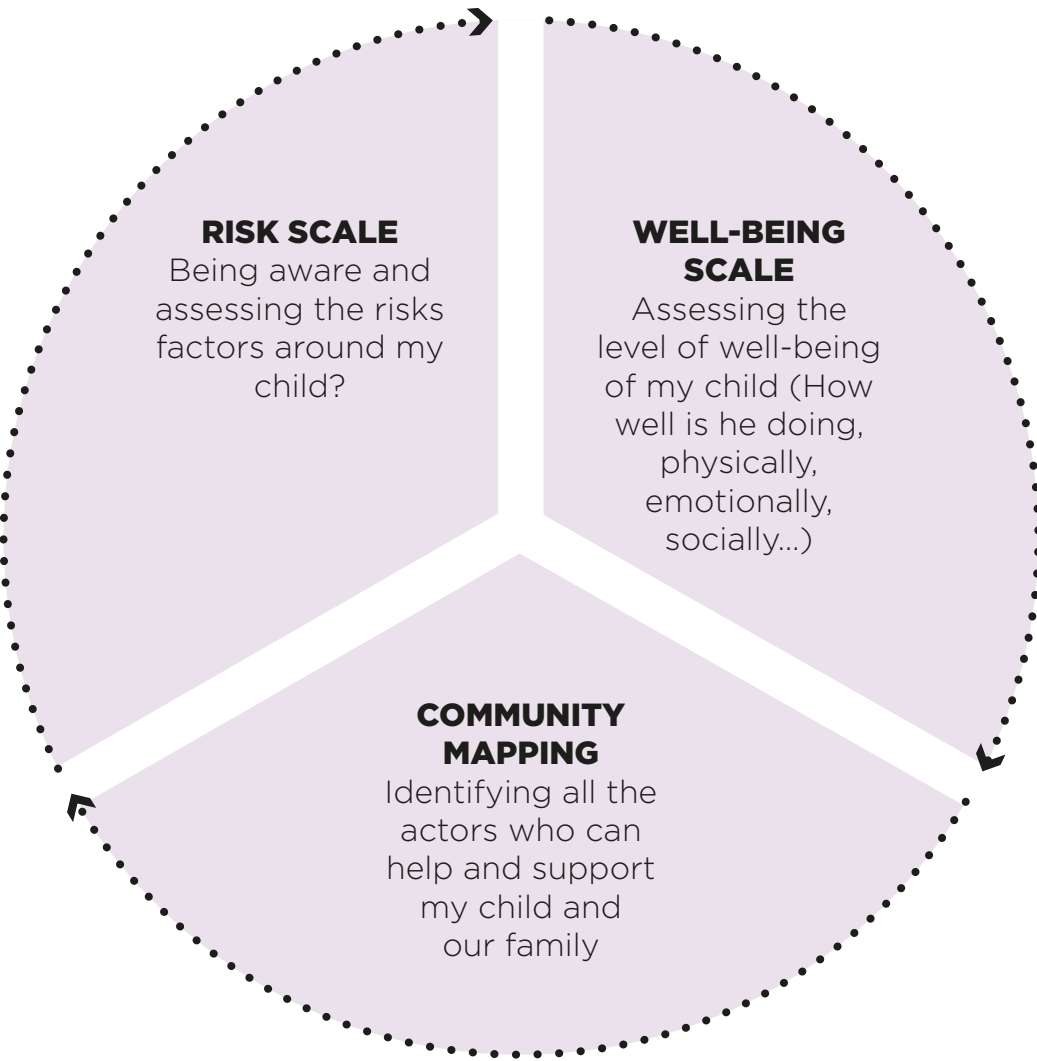 RISK SCALE
Being aware and
assessing the risks
factors around my
child?
WELL-BEING
SCALE
Assessing the
level of well-being
of my child (How
well is he doing,
physically,
emotionally,
socially...)
COMMUNITY
MAPPING
Identifying all the
actors who can
help and support
my child and
our family